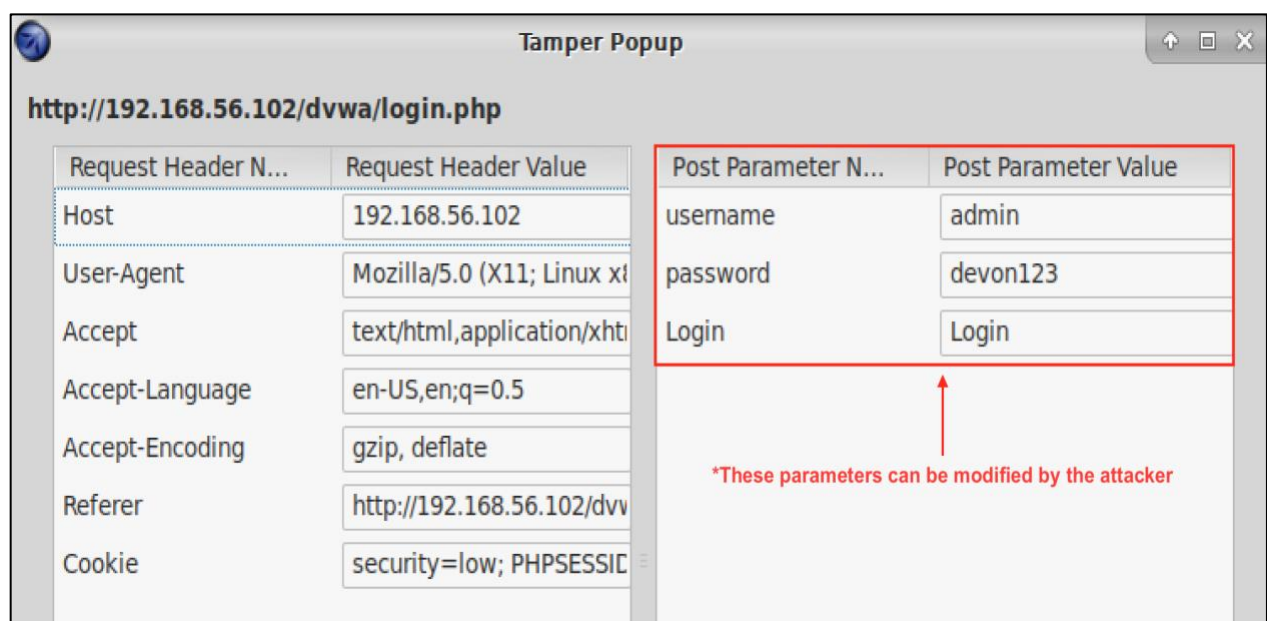 Tamper Popup
http://192.168.56.102/dvwa/login.php
Request Header N... Request Header Value Post Parameter N... Post Parameter Value
Host 192.168.56.102 username admin
User-Agent Mozilla/5.0 (X11; Linux x8 password devon123
Accept text/html,application/xht Login Login
Accept-Language en-US,en;q=0.5
Accept-Encoding gzip, deflate
*These parameters can be modified by the attacker
Referer http://192.168.56.102/dvw
Cookie security=low; PHPSESSID